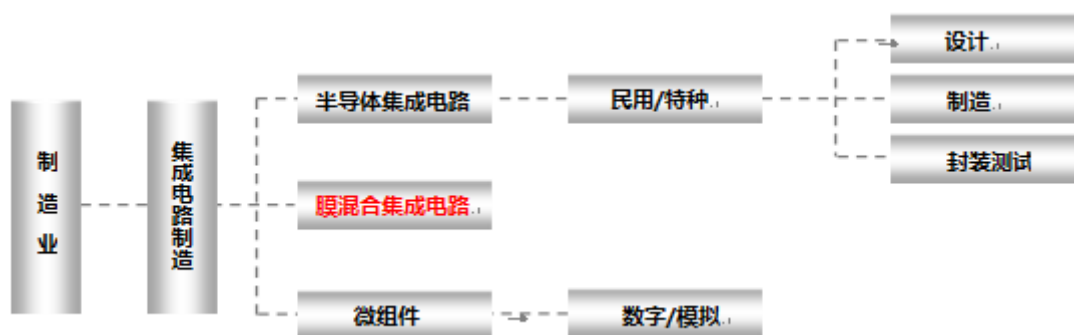 制造业
集成电路制造
半导体集成电路
民用/特种
设计
制造
封装测试
膜混合集成电路
微组件
数字/模拟